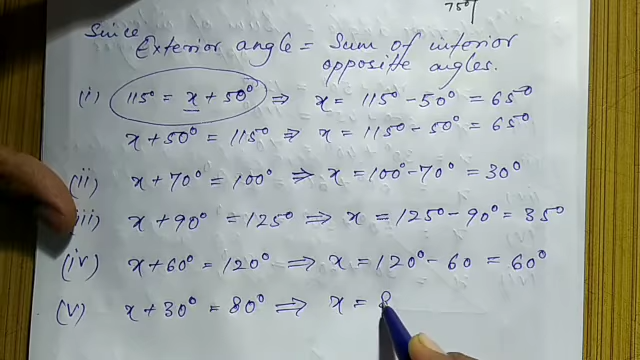 75°
Since
Exterior angle = Sum of interior
opposite angles.
(i) 115° = x + 50° ⇒ x = 115° - 50° = 65°
x + 50° = 115° ⇒ x = 115° - 50° = 65°
(ii) x + 70° = 100° ⇒ x = 100° - 70° = 30°
(iii) x + 90° = 125° ⇒ x = 125° - 90° = 35°
(iv) x + 60° = 120° ⇒ x = 120° - 60 = 60°
(v) x + 30° = 80° ⇒ x = 8